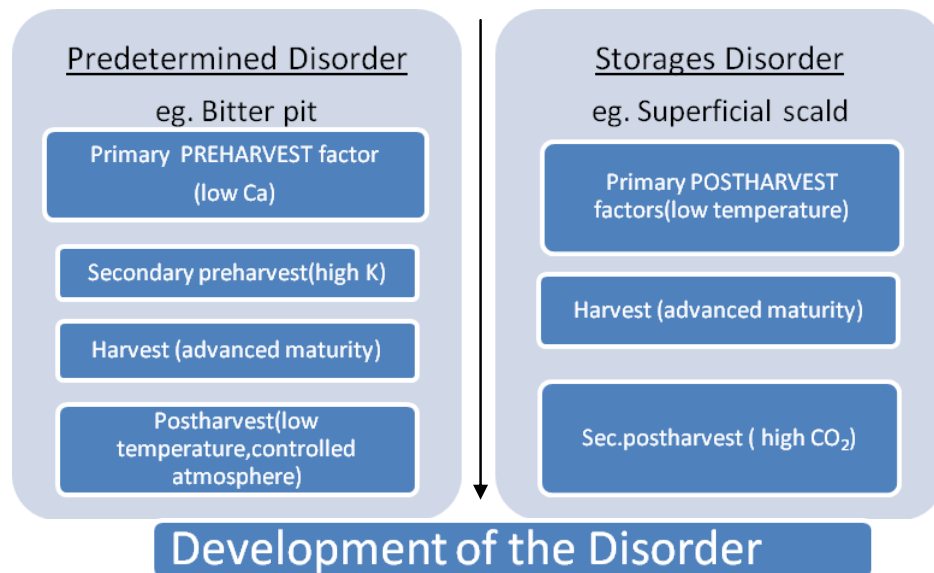 Predetermined Disorder
eg. Bitter pit
Primary PREHARVEST factor
(low Ca)
Secondary preharvest(high K)
Harvest (advanced maturity)
Postharvest(low
temperature,controlled
atmosphere)
Storages Disorder
eg. Superficial scald
Primary POSTHARVEST
factors(low temperature)
Harvest (advanced maturity)
Sec.postharvest ( high CO₂)
Development of the Disorder